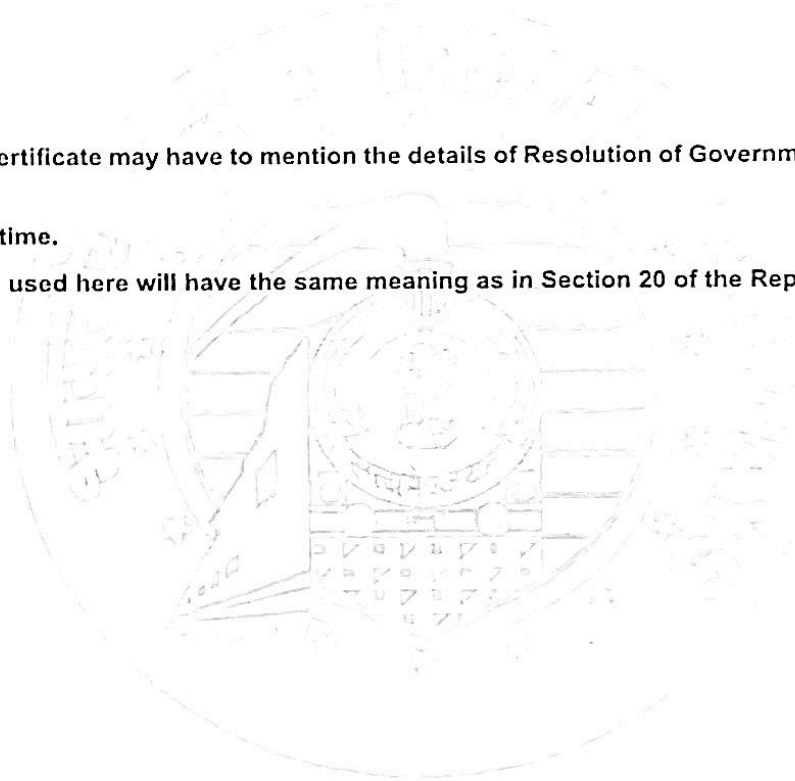 ertificate may have to mention the details of Resolution of Governm
time.
used here will have the same meaning as in Section 20 of the Rep